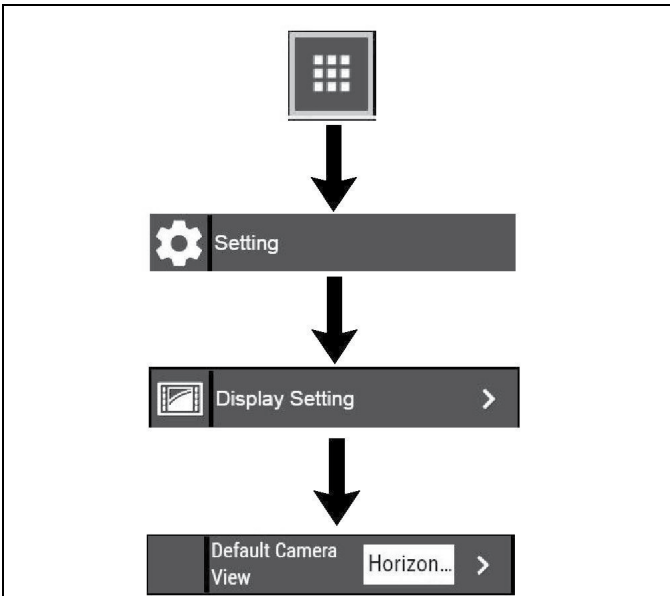 Setting
Display Setting
Default Camera
View
Horizon...